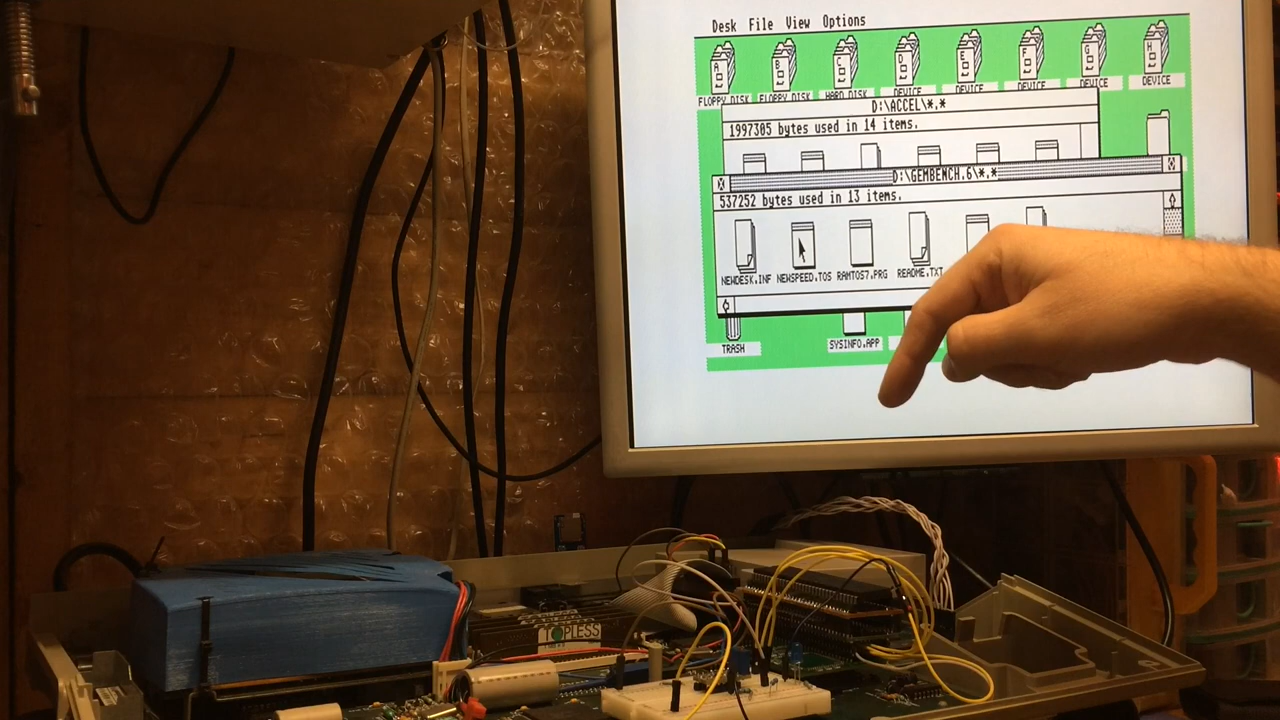 Desk File View Options
A B C D E F G H
FLOPPY DISK FLOPPY DISK HARD DISK DEVICE DEVICE DEVICE DEVICE DEVICE
D:\ACCEL\*.*
1997305 bytes used in 14 items.
D:\GEMBENCH.6\*.*
537252 bytes used in 13 items.
NEWDESK.INF NEWSPEED.TOS RAMTOS7.PRG README.TXT
TRASH SYSINFO.APP
TOPLESS